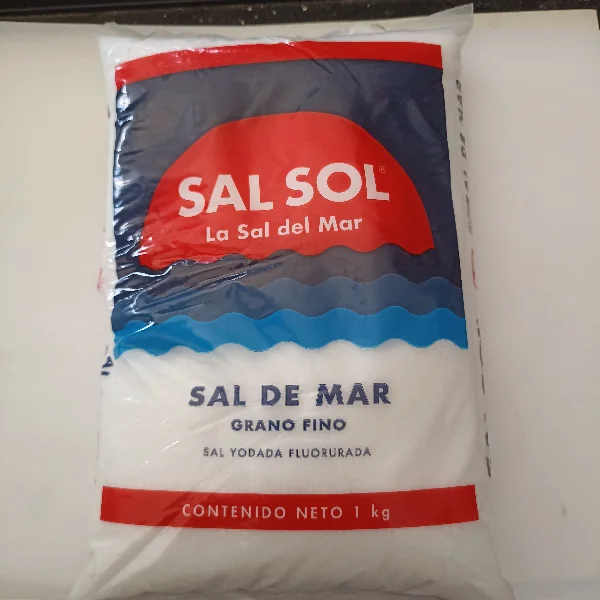 SAL SOL®
La Sal del Mar
SAL DE MAR
GRANO FINO
SAL YODADA FLUORURADA
CONTENIDO NETO 1 kg